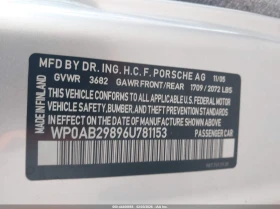 MFD. BY DR. ING. H.C. F. PORSCHE AG 11/05
GVWR 3682 GAWR FRONT/REAR 1709 / 2072 LBS
MADE IN FINLAND
THIS VEHICLE CONFORMS TO ALL APPLICABLE
FEDERAL MOTOR VEHICLE SAFETY, BUMPER, AND
THEFT PREVENTION STANDARDS IN EFFECT ON
THE DATE OF MANUFACTURE SHOWN ABOVE.
WP0AB29896U781153
PASSENGER CAR